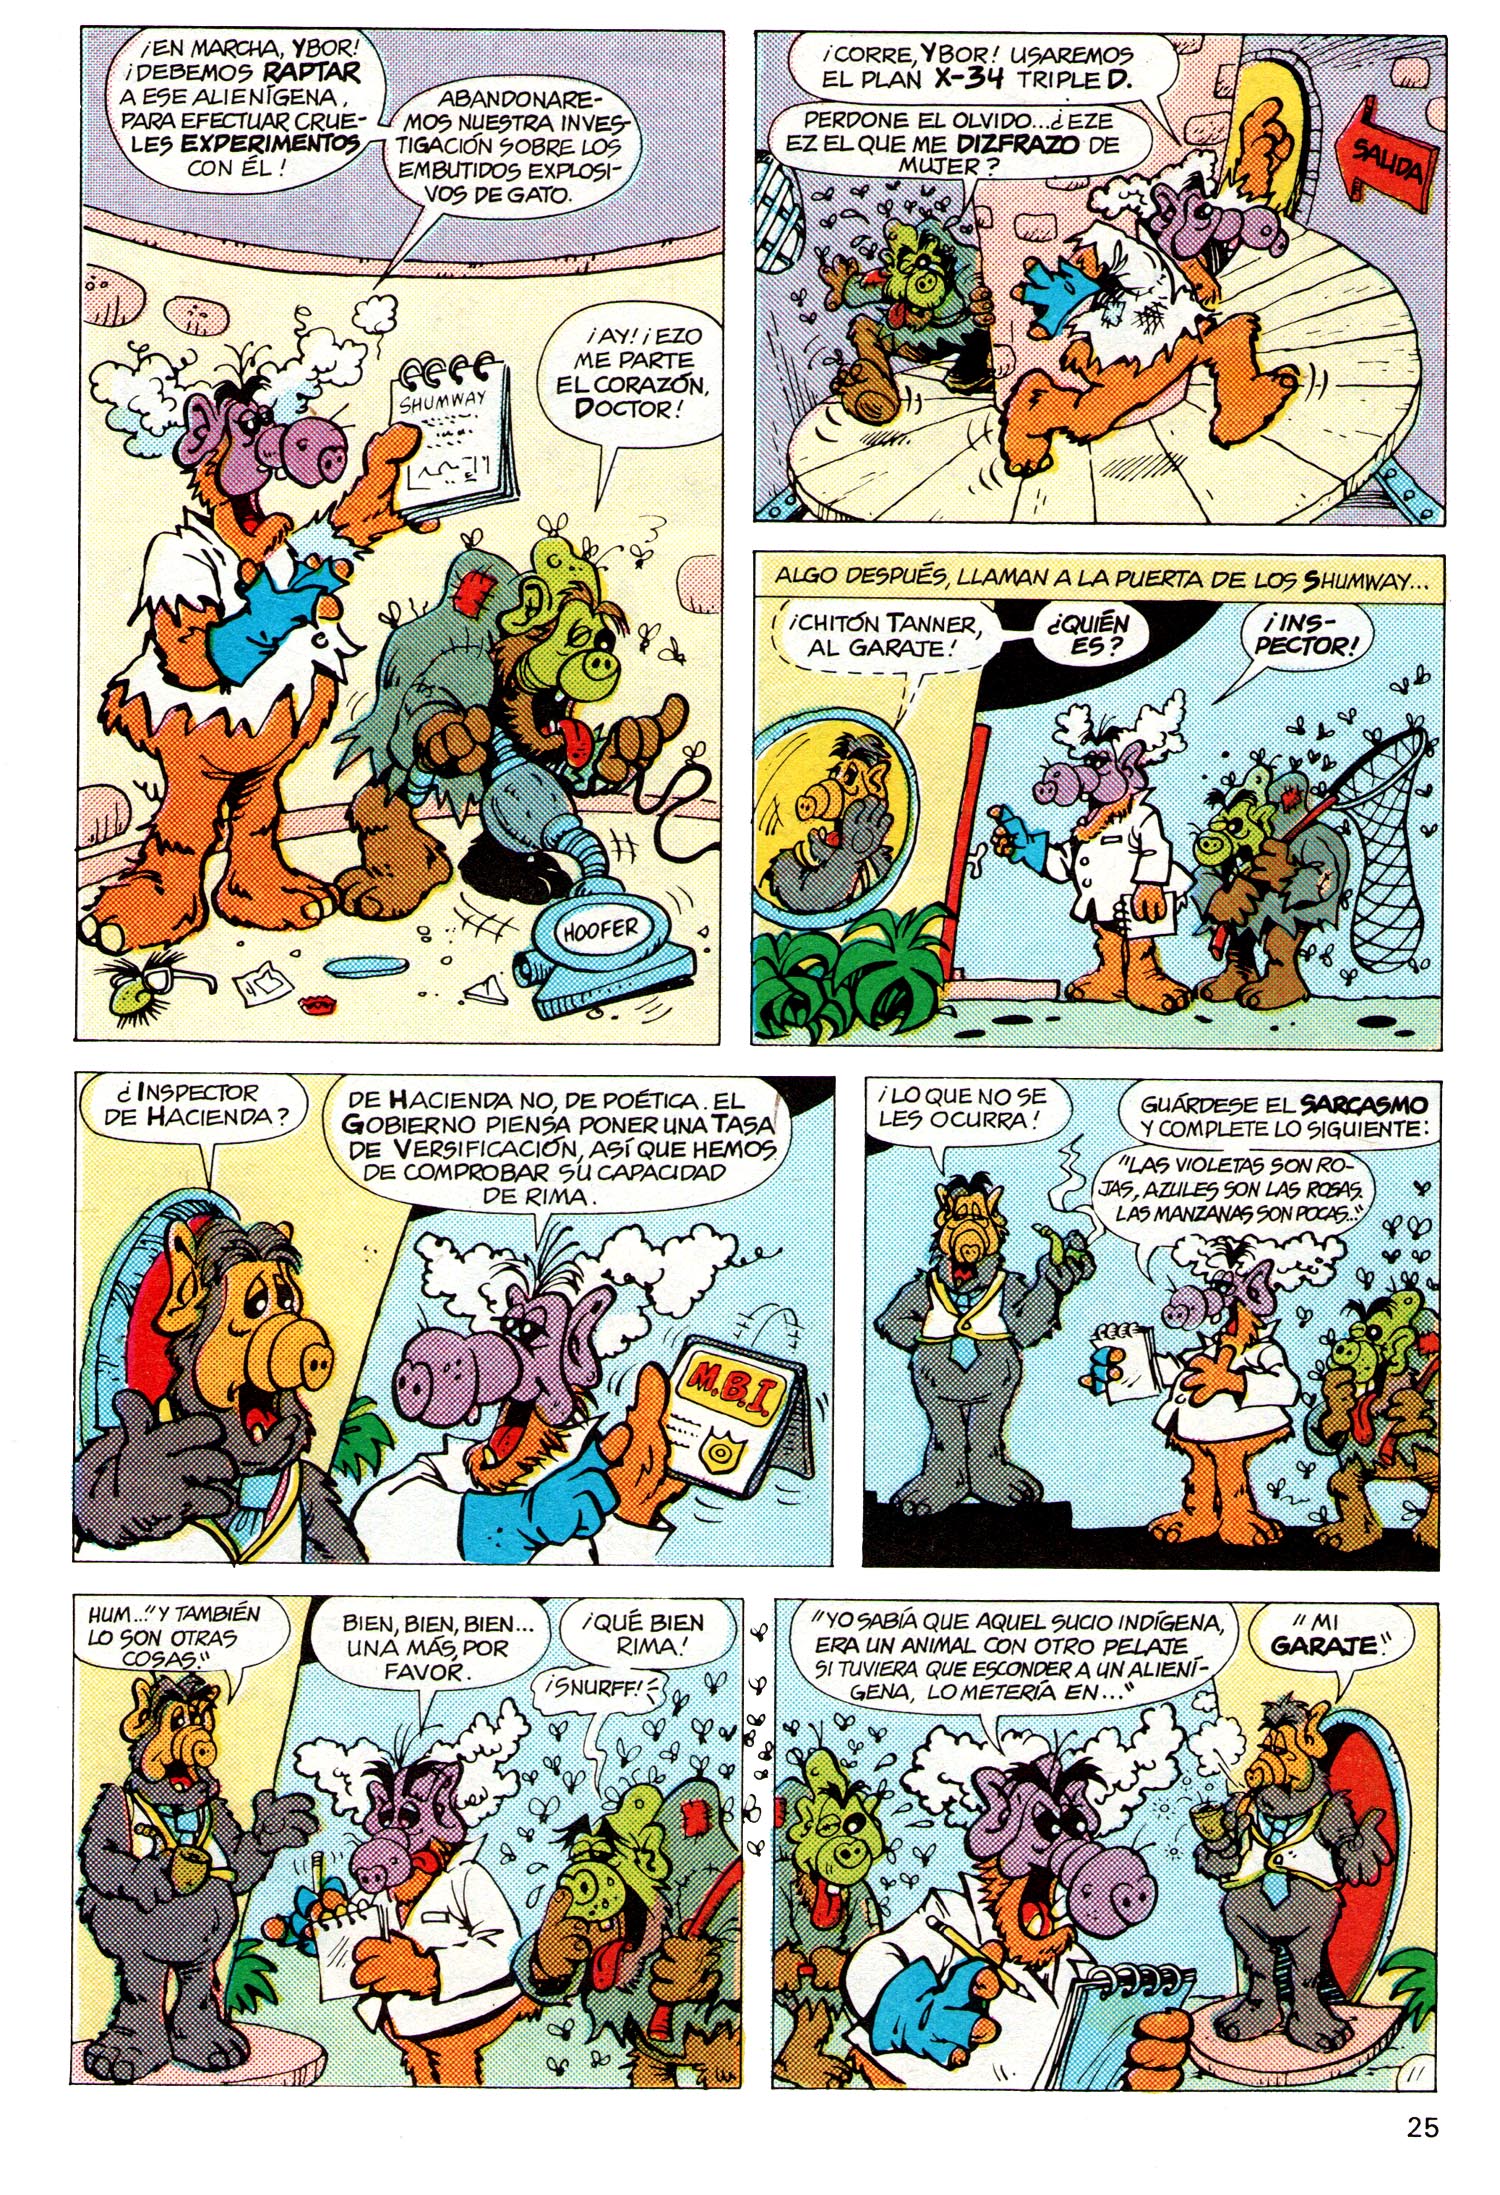 ¡EN MARCHA, YBOR!
¡DEBEMOS RAPTAR
A ESE ALIENÍGENA,
PARA EFECTUAR CRUE-
LES EXPERIMENTOS
CON ÉL!
ABANDONARE-
MOS NUESTRA INVES-
TIGACIÓN SOBRE LOS
EMBUTIDOS EXPLOSI-
VOS DE GATO.
SHUMWAY
¡AY! ¡EZO
ME PARTE
EL CORAZÓN,
DOCTOR!
HOOFER
¡CORRE, YBOR! USAREMOS
EL PLAN X-34 TRIPLE D.
PERDONE EL OLVIDO...¿EZE
EZ EL QUE ME DIZFRAZO DE
MUJER?
SALIDA
ALGO DESPUÉS, LLAMAN A LA PUERTA DE LOS SHUMWAY...
¡CHITÓN TANNER,
AL GARATE!
¿QUIÉN
ES?
¡INS-
PECTOR!
¿INSPECTOR
DE HACIENDA?
DE HACIENDA NO, DE POÉTICA. EL
GOBIERNO PIENSA PONER UNA TASA
DE VERSIFICACIÓN, ASÍ QUE HEMOS
DE COMPROBAR SU CAPACIDAD
DE RIMA.
M.B.I.
¡LO QUE NO SE
LES OCURRA!
GUÁRDESE EL SARCASMO
Y COMPLETE LO SIGUIENTE:
"LAS VIOLETAS SON RO-
JAS, AZULES SON LAS ROSAS.
LAS MANZANAS SON POCAS..."
HUM..."Y TAMBIÉN
LO SON OTRAS
COSAS."
BIEN, BIEN, BIEN...
UNA MÁS, POR
FAVOR.
¡QUÉ BIEN
RIMA!
¡SNURFF!
"YO SABÍA QUE AQUEL SUCIO INDÍGENA,
ERA UN ANIMAL CON OTRO PELAJE
SI TUVIERA QUE ESCONDER A UN ALIENÍ-
GENA, LO METERÍA EN..."
"MI
GARATE."
11
25